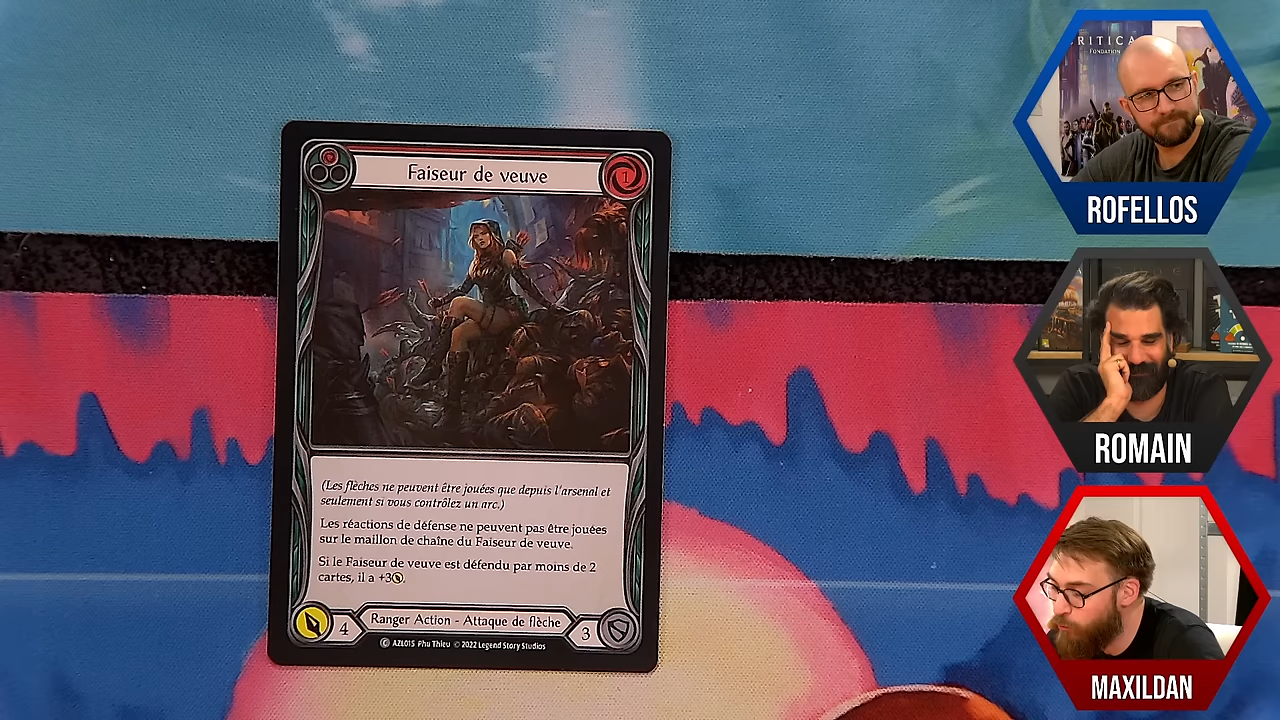 Faiseur de veuve
1
(Les flèches ne peuvent être jouées que depuis l'arsenal et
seulement si vous contrôlez un arc.)
Les réactions de défense ne peuvent pas être jouées
sur le maillon de chaîne du Faiseur de veuve.
Si le Faiseur de veuve est défendu par moins de 2
cartes, il a +3
4
Ranger Action - Attaque de flèche
3
C AZL015 Phu Thieu © 2022 Legend Story Studios
RITICA
FONDATION
ROFELLOS
ROMAIN
MAXILDAN